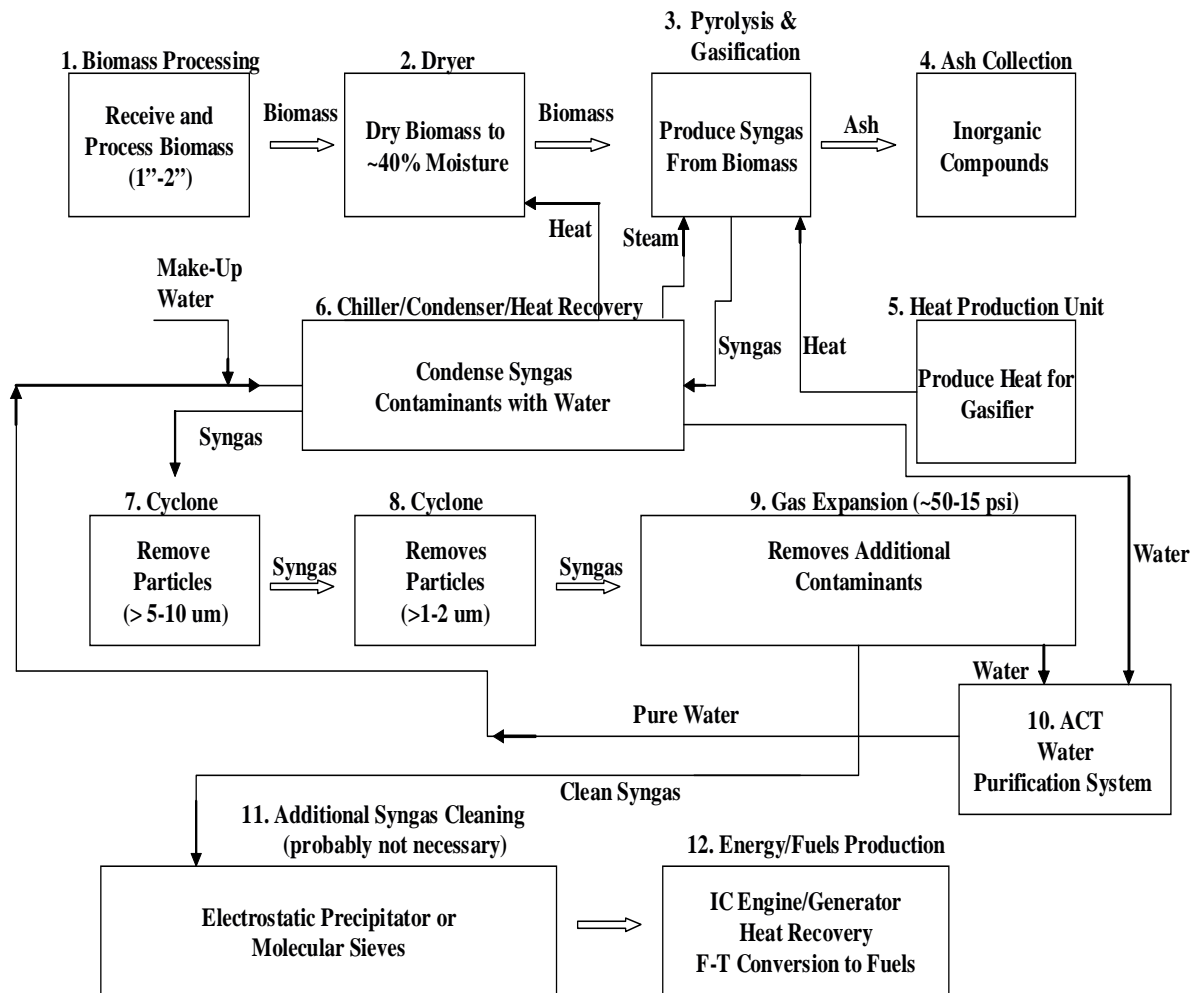 3. Pyrolysis &
Gasification
1. Biomass Processing
2. Dryer
4. Ash Collection
Receive and
Process Biomass
(1”-2”)
Biomass
Dry Biomass to
~40% Moisture
Biomass
Produce Syngas
From Biomass
Ash
Inorganic
Compounds
Heat
Steam
Make-Up
Water
6. Chiller/Condenser/Heat Recovery
5. Heat Production Unit
Condense Syngas
Contaminants with Water
Syngas
Heat
Produce Heat for
Gasifier
Syngas
7. Cyclone
8. Cyclone
9. Gas Expansion (~50-15 psi)
Remove
Particles
(> 5-10 um)
Syngas
Removes
Particles
(>1-2 um)
Syngas
Removes Additional
Contaminants
Water
Water
Pure Water
10. ACT
Water
Purification System
Clean Syngas
11. Additional Syngas Cleaning
(probably not necessary)
12. Energy/Fuels Production
Electrostatic Precipitator or
Molecular Sieves
IC Engine/Generator
Heat Recovery
F-T Conversion to Fuels